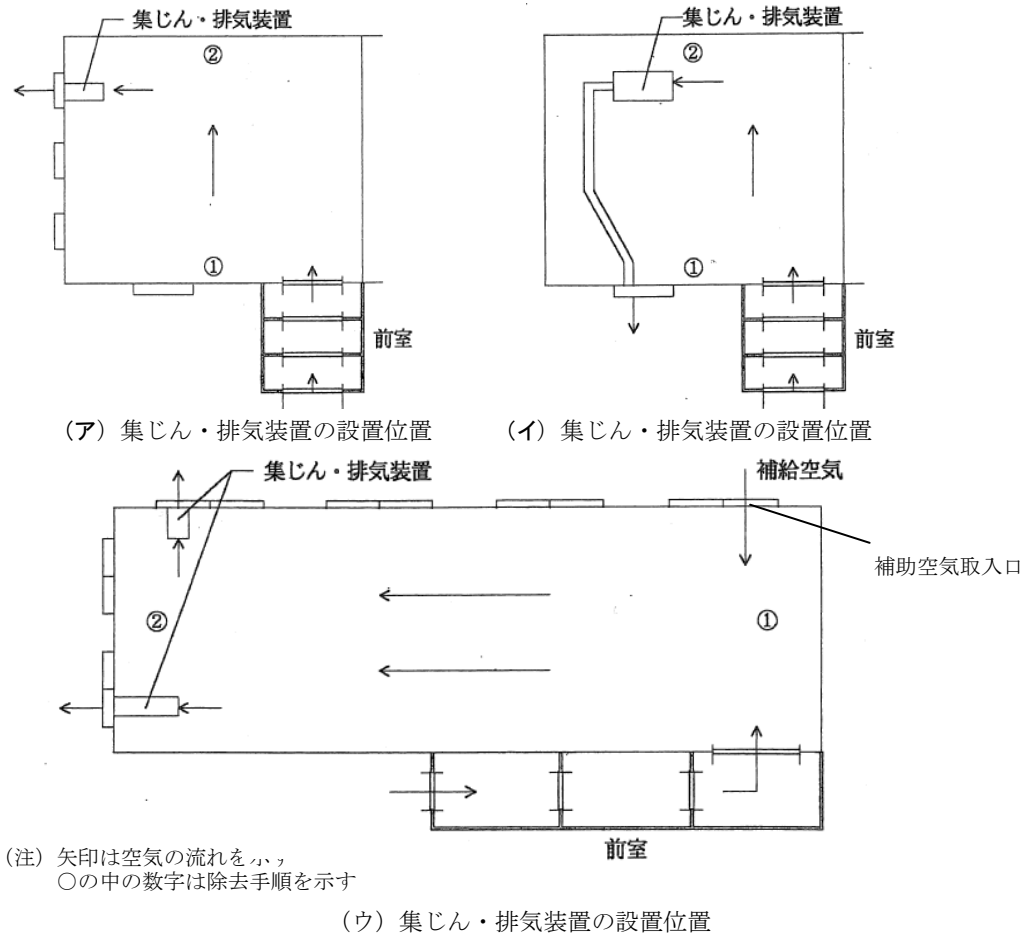 集じん・排気装置
②
①
前室
(ア) 集じん・排気装置の設置位置
集じん・排気装置
②
①
前室
(イ) 集じん・排気装置の設置位置
集じん・排気装置
補給空気
補助空気取入口
②
①
前室
(注) 矢印は空気の流れを
○の中の数字は除去手順を示す
(ウ) 集じん・排気装置の設置位置